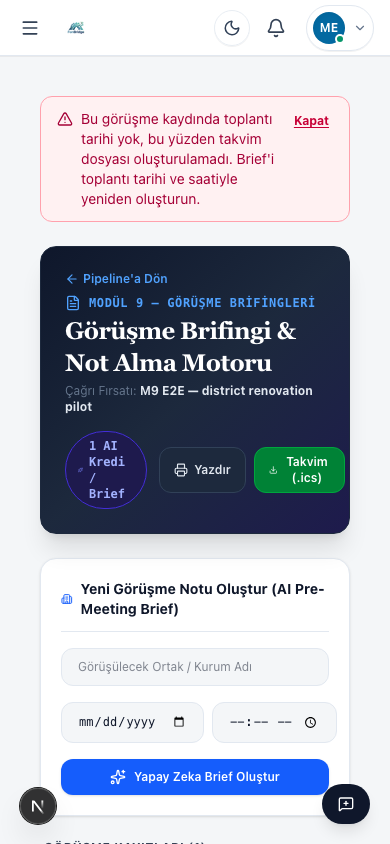 ME
Bu görüşme kaydında toplantı
tarihi yok, bu yüzden takvim
dosyası oluşturulamadı. Brief'i
toplantı tarihi ve saatiyle
yeniden oluşturun.
Kapat
Pipeline'a Dön
MODÜL 9 — GÖRÜŞME BRİFİNGLERİ
Görüşme Brifingi &
Not Alma Motoru
Çağrı Fırsatı: M9 E2E — district renovation
pilot
1 AI
Kredi
/
Brief
Yazdır
Takvim
(.ics)
Yeni Görüşme Notu Oluştur (AI Pre-
Meeting Brief)
Görüşülecek Ortak / Kurum Adı
mm/dd/yyyy
--:-- --
Yapay Zeka Brief Oluştur
N